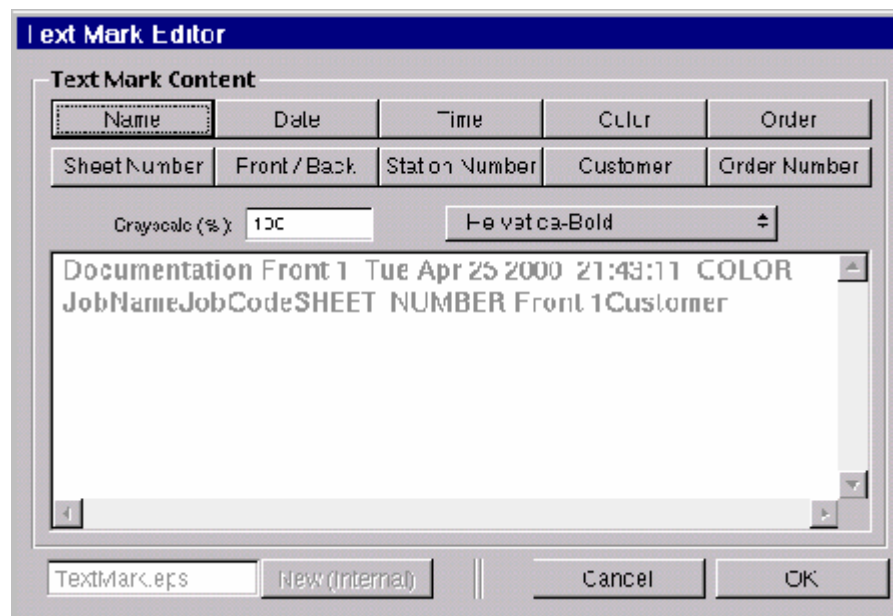 Text Mark Editor
Text Mark Content
Name Date Time Color Order
Sheet Number Front / Back Station Number Customer Order Number
Grayscale (%): 100 Helvetica-Bold
Documentation Front 1 Tue Apr 25 2000 21:43:11 COLOR
JobNameJobCodeSHEET NUMBER Front 1Customer
TextMark.eps New (Internal) Cancel OK